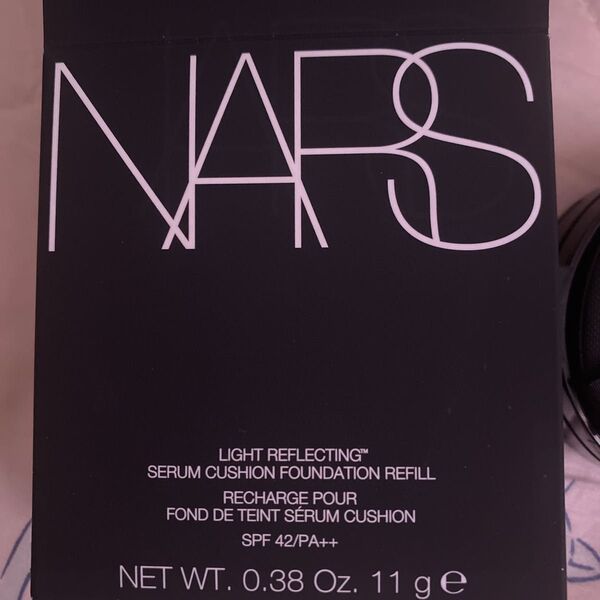 NARS
LIGHT REFLECTING™
SERUM CUSHION FOUNDATION REFILL
RECHARGE POUR
FOND DE TEINT SÉRUM CUSHION
SPF 42/PA++
NET WT. 0.38 Oz. 11 g ℮